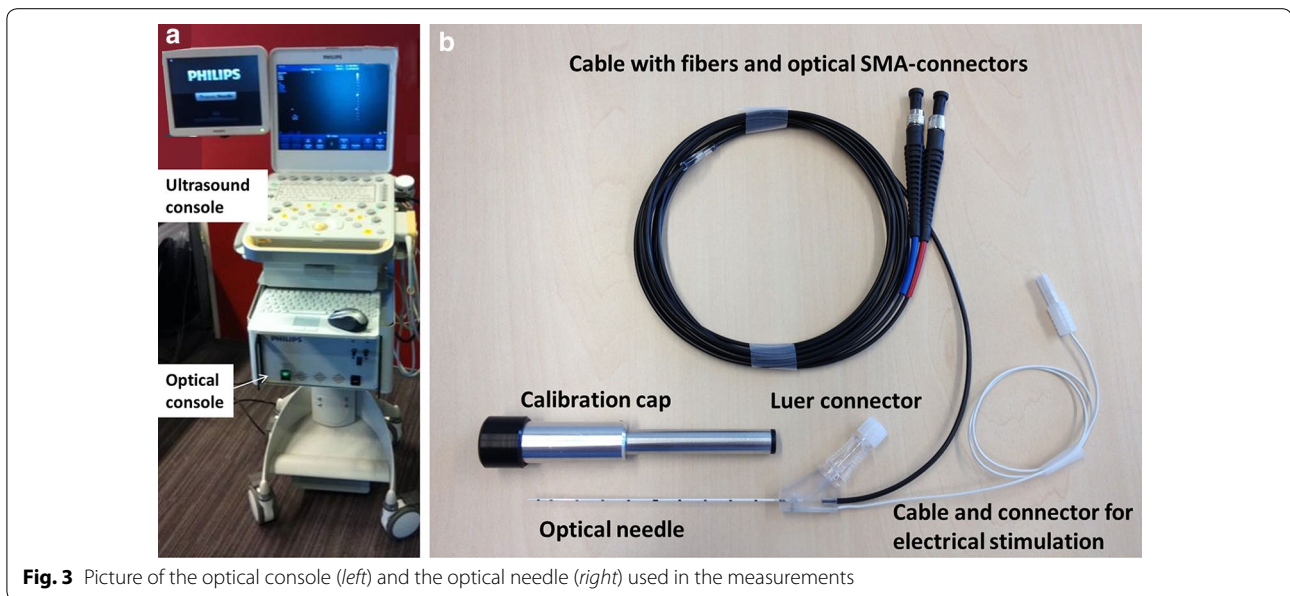 a
PHILIPS
PHILIPS
Ultrasound
console
PHILIPS
Optical
console
b
Cable with fibers and optical SMA-connectors
Calibration cap
Luer connector
Optical needle
Cable and connector for
electrical stimulation
Fig. 3 Picture of the optical console (left) and the optical needle (right) used in the measurements